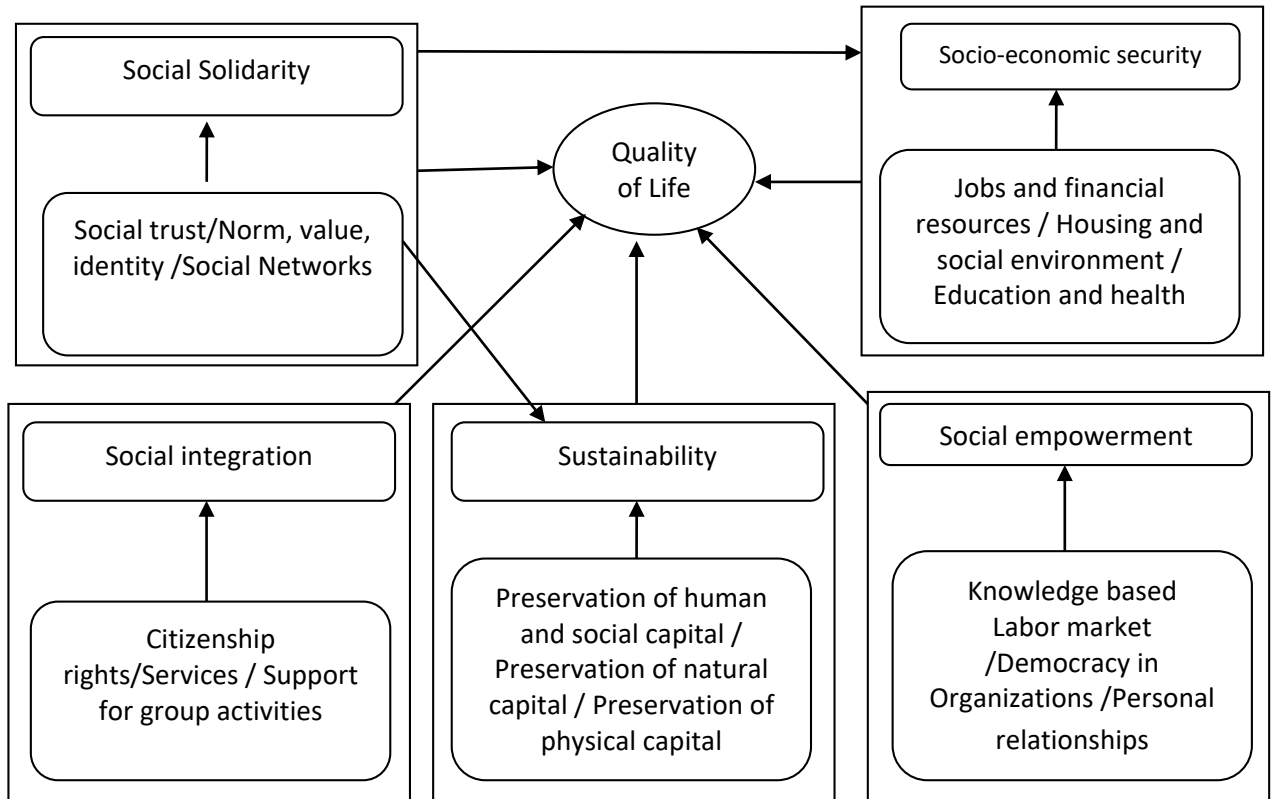 Social Solidarity
Social trust/Norm, value,
identity /Social Networks
Quality
of Life
Socio-economic security
Jobs and financial
resources / Housing and
social environment /
Education and health
Social integration
Citizenship
rights/Services / Support
for group activities
Sustainability
Preservation of human
and social capital /
Preservation of natural
capital / Preservation of
physical capital
Social empowerment
Knowledge based
Labor market
/Democracy in
Organizations /Personal
relationships